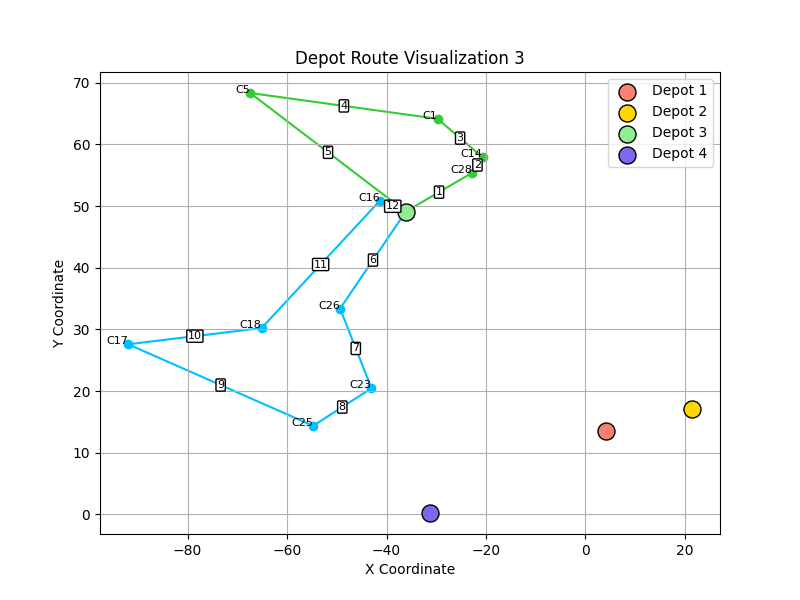 Depot Route Visualization 3
Depot 1
Depot 2
Depot 3
Depot 4
70
60
50
40
30
20
10
0
Y Coordinate
C5
4
C1
3
C14
5
2
C28
1
C16
12
6
11
C26
C18
10
C17
7
9
C23
8
C25
−80
−60
−40
−20
0
20
X Coordinate